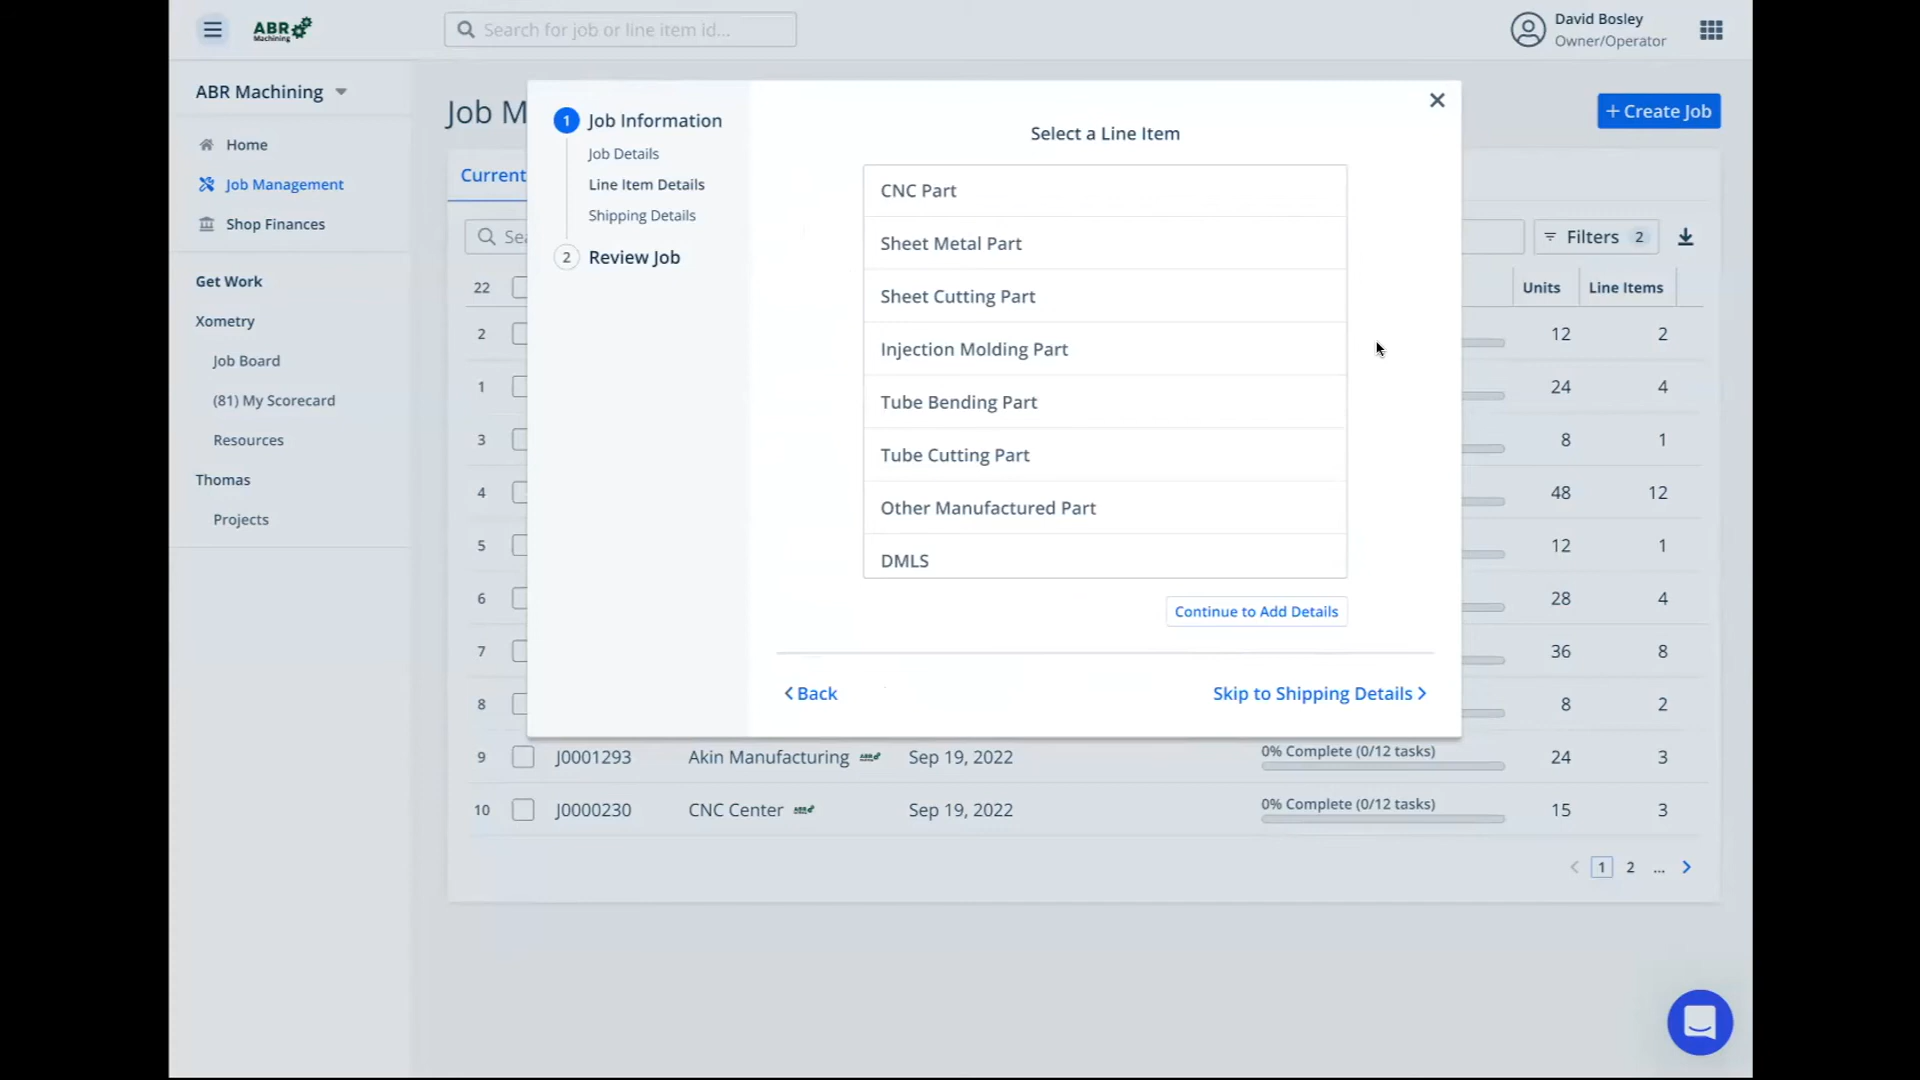 ABR
Machining
Search for job or line item id...
David Bosley
Owner/Operator
ABR Machining
Home
Job Management
Shop Finances
Get Work
Xometry
Job Board
(81) My Scorecard
Resources
Thomas
Projects
Job M
+ Create Job
Current
Sea
Filters 2
22 Units Line Items
2 12 2
1 24 4
3 8 1
4 48 12
5 12 1
6 28 4
7 36 8
8 8 2
9 J0001293 Akin Manufacturing Sep 19, 2022 0% Complete (0/12 tasks) 24 3
10 J0000230 CNC Center Sep 19, 2022 0% Complete (0/12 tasks) 15 3
1 2 ...
1 Job Information
Job Details
Line Item Details
Shipping Details
2 Review Job
Select a Line Item
CNC Part
Sheet Metal Part
Sheet Cutting Part
Injection Molding Part
Tube Bending Part
Tube Cutting Part
Other Manufactured Part
DMLS
Continue to Add Details
Back
Skip to Shipping Details